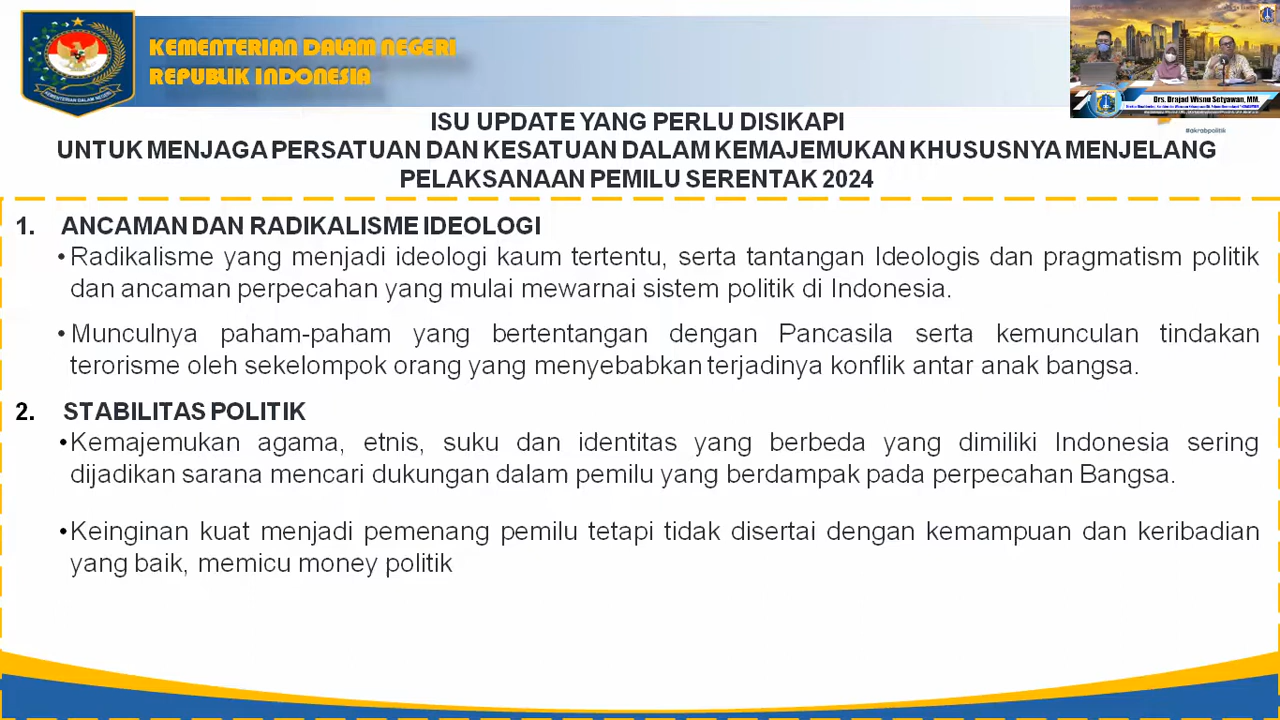 KEMENTERIAN DALAM NEGERI
REPUBLIK INDONESIA
KEMENTERIAN DALAM NEGERI
Drs. Drajad Wisnu Setyawan, MM.
#akrabpolitik
ISU UPDATE YANG PERLU DISIKAPI
UNTUK MENJAGA PERSATUAN DAN KESATUAN DALAM KEMAJEMUKAN KHUSUSNYA MENJELANG
PELAKSANAAN PEMILU SERENTAK 2024
1. ANCAMAN DAN RADIKALISME IDEOLOGI
•Radikalisme yang menjadi ideologi kaum tertentu, serta tantangan Ideologis dan pragmatism politik
dan ancaman perpecahan yang mulai mewarnai sistem politik di Indonesia.
•Munculnya paham-paham yang bertentangan dengan Pancasila serta kemunculan tindakan
terorisme oleh sekelompok orang yang menyebabkan terjadinya konflik antar anak bangsa.
2. STABILITAS POLITIK
•Kemajemukan agama, etnis, suku dan identitas yang berbeda yang dimiliki Indonesia sering
dijadikan sarana mencari dukungan dalam pemilu yang berdampak pada perpecahan Bangsa.
•Keinginan kuat menjadi pemenang pemilu tetapi tidak disertai dengan kemampuan dan keribadian
yang baik, memicu money politik